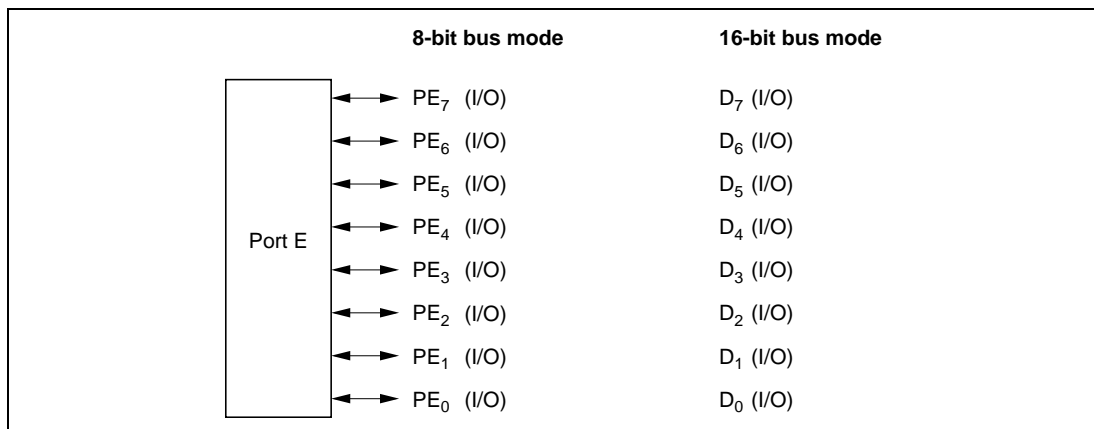 8-bit bus mode 16-bit bus mode
PE₇ (I/O) D₇ (I/O)
PE₆ (I/O) D₆ (I/O)
PE₅ (I/O) D₅ (I/O)
PE₄ (I/O) D₄ (I/O)
Port E
PE₃ (I/O) D₃ (I/O)
PE₂ (I/O) D₂ (I/O)
PE₁ (I/O) D₁ (I/O)
PE₀ (I/O) D₀ (I/O)